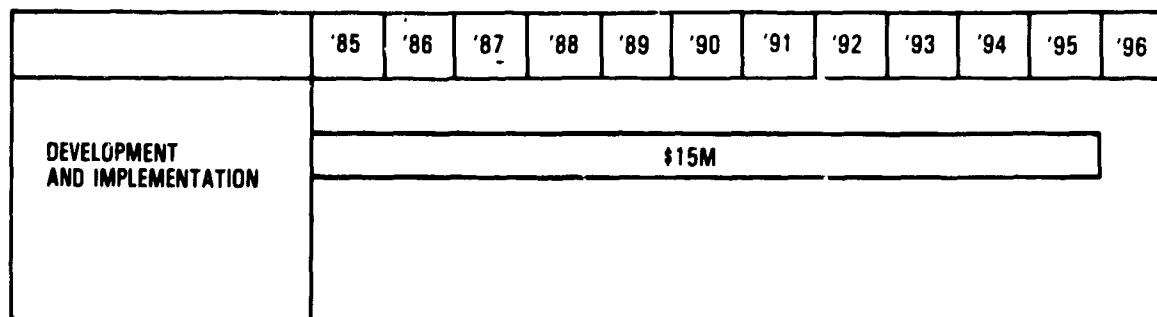 '85 '86 '87 '88 '89 '90 '91 '92 '93 '94 '95 '96
DEVELOPMENT
AND IMPLEMENTATION
$15M